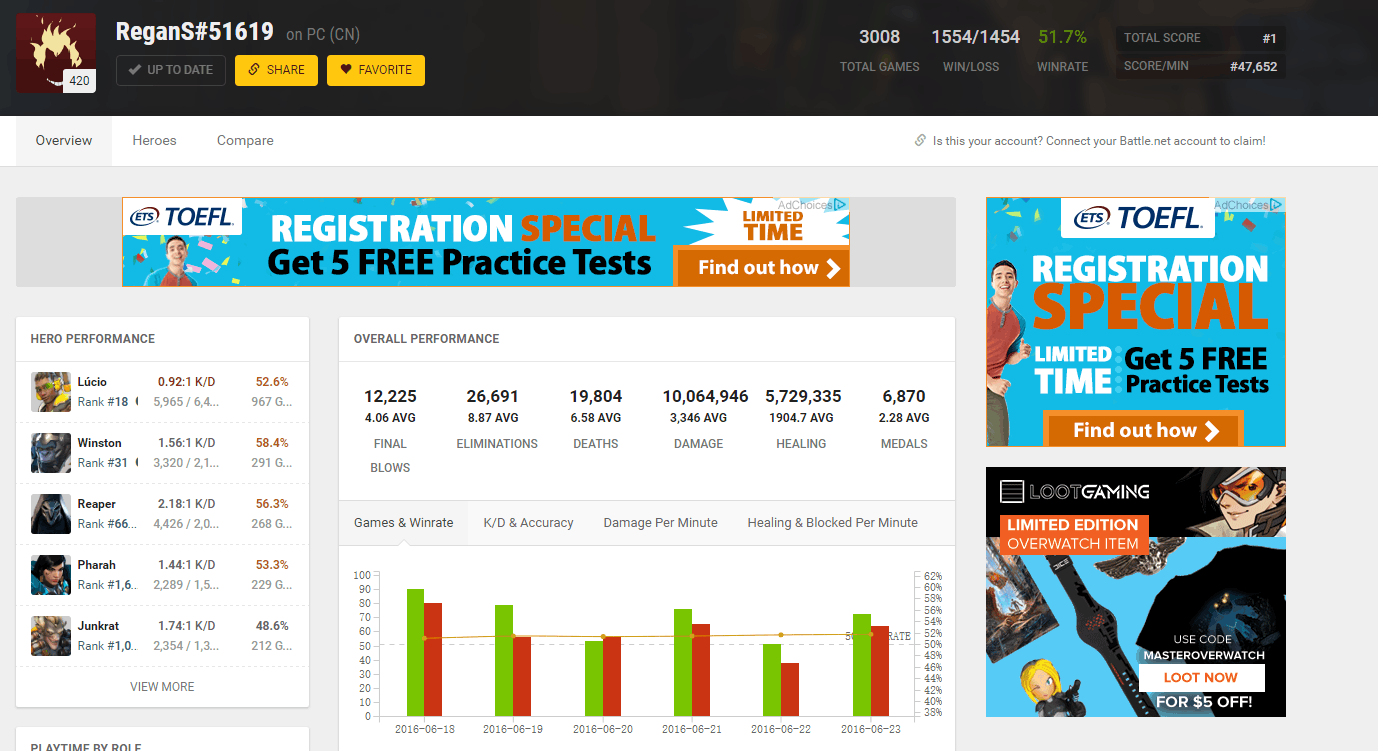 ReganS#51619 on PC (CN)
420
UP TO DATE
SHARE
FAVORITE
3008
TOTAL GAMES
1554/1454
WIN/LOSS
51.7%
WINRATE
TOTAL SCORE #1
SCORE/MIN #47,652
Overview Heroes Compare
Is this your account? Connect your Battle.net account to claim!
ETS TOEFL
REGISTRATION SPECIAL
Get 5 FREE Practice Tests
AdChoices
LIMITED
TIME
Find out how
AdChoices
ETS TOEFL
REGISTRATION
SPECIAL
LIMITED
TIME
Get 5 FREE
Practice Tests
Find out how
HERO PERFORMANCE
Lúcio 0.92:1 K/D 52.6%
Rank #18 5,965 / 6,4... 967 G...
Winston 1.56:1 K/D 58.4%
Rank #31 3,320 / 2,1... 291 G...
Reaper 2.18:1 K/D 56.3%
Rank #66... 4,426 / 2,0... 268 G...
Pharah 1.44:1 K/D 53.3%
Rank #1,6.. 2,289 / 1,5... 229 G...
Junkrat 1.74:1 K/D 48.6%
Rank #1,0.. 2,354 / 1,3... 212 G...
VIEW MORE
PLAYTIME BY ROLE
OVERALL PERFORMANCE
12,225 26,691 19,804 10,064,946 5,729,335 6,870
4.06 AVG 8.87 AVG 6.58 AVG 3,346 AVG 1904.7 AVG 2.28 AVG
FINAL ELIMINATIONS DEATHS DAMAGE HEALING MEDALS
BLOWS
Games & Winrate K/D & Accuracy Damage Per Minute Healing & Blocked Per Minute
100
90
80
70
60
50
40
30
20
10
0
62%
60%
58%
56%
54%
52%
50%
48%
46%
44%
42%
40%
38%
2016-06-18 2016-06-19 2016-06-20 2016-06-21 2016-06-22 2016-06-23
LOOTGAMING
LIMITED EDITION
OVERWATCH ITEM
USE CODE
MASTEROVERWATCH
LOOT NOW
FOR $5 OFF!